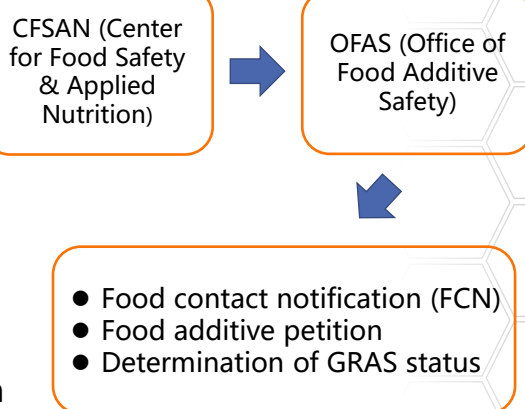 CFSAN (Center
for Food Safety
& Applied
Nutrition)
OFAS (Office of
Food Additive
Safety)
● Food contact notification (FCN)
● Food additive petition
● Determination of GRAS status